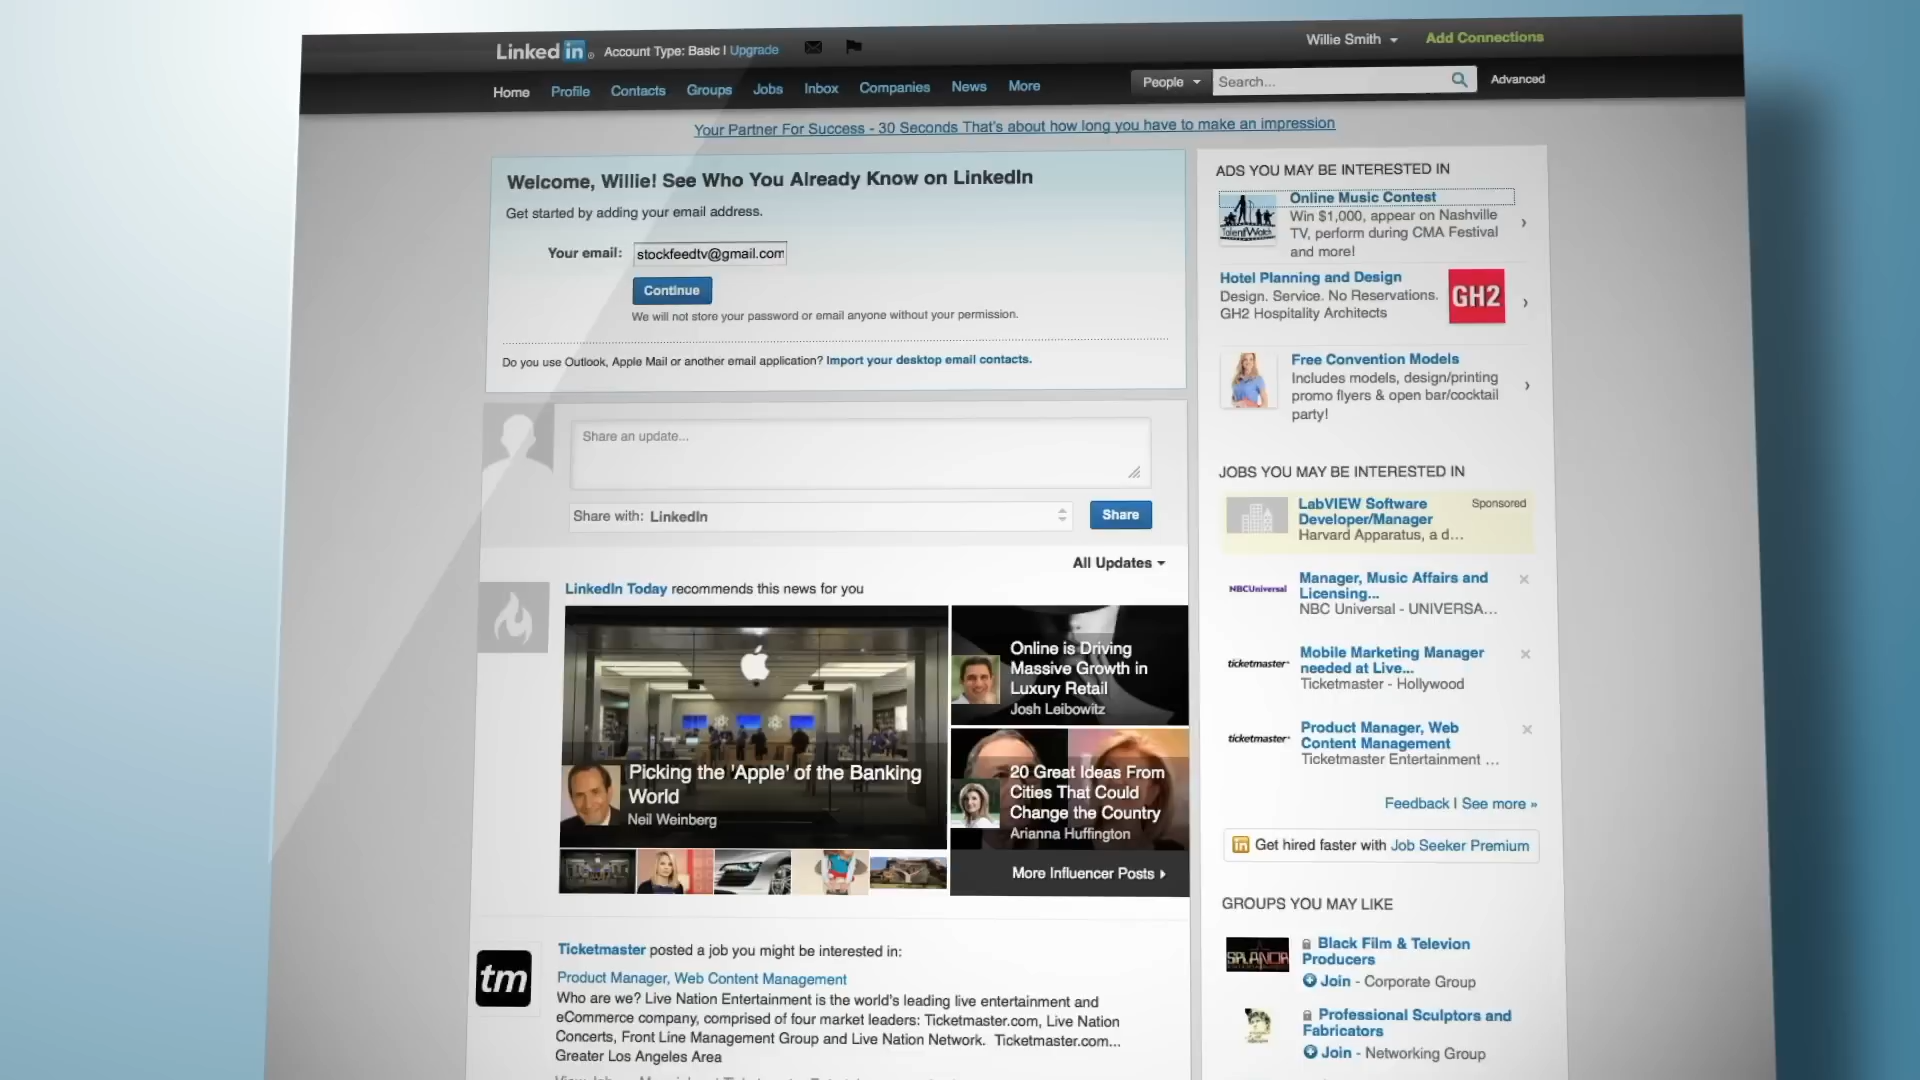 Linked in® Account Type: Basic | Upgrade
Willie Smith Add Connections
Home Profile Contacts Groups Jobs Inbox Companies News More
People Search... Advanced
Your Partner For Success - 30 Seconds That's about how long you have to make an impression
Welcome, Willie! See Who You Already Know on LinkedIn
Get started by adding your email address.
Your email: stockfeedtv@gmail.com
Continue
We will not store your password or email anyone without your permission.
Do you use Outlook, Apple Mail or another email application? Import your desktop email contacts.
Share an update...
Share with: LinkedIn
Share
All Updates
LinkedIn Today recommends this news for you
Picking the 'Apple' of the Banking
World
Neil Weinberg
Online is Driving
Massive Growth in
Luxury Retail
Josh Leibowitz
20 Great Ideas From
Cities That Could
Change the Country
Arianna Huffington
More Influencer Posts
tm
Ticketmaster posted a job you might be interested in:
Product Manager, Web Content Management
Who are we? Live Nation Entertainment is the world's leading live entertainment and
eCommerce company, comprised of four market leaders: Ticketmaster.com, Live Nation
Concerts, Front Line Management Group and Live Nation Network. Ticketmaster.com...
Greater Los Angeles Area
ADS YOU MAY BE INTERESTED IN
TalentWatch
Online Music Contest
Win $1,000, appear on Nashville
TV, perform during CMA Festival
and more!
Hotel Planning and Design
Design. Service. No Reservations.
GH2 Hospitality Architects
GH2
Free Convention Models
Includes models, design/printing
promo flyers & open bar/cocktail
party!
JOBS YOU MAY BE INTERESTED IN
LabVIEW Software
Developer/Manager
Harvard Apparatus, a d...
Sponsored
NBCUniversal
Manager, Music Affairs and
Licensing...
NBC Universal - UNIVERSA...
ticketmaster
Mobile Marketing Manager
needed at Live...
Ticketmaster - Hollywood
ticketmaster
Product Manager, Web
Content Management
Ticketmaster Entertainment ...
Feedback | See more »
in Get hired faster with Job Seeker Premium
GROUPS YOU MAY LIKE
Black Film & Televion
Producers
Join - Corporate Group
Professional Sculptors and
Fabricators
Join - Networking Group